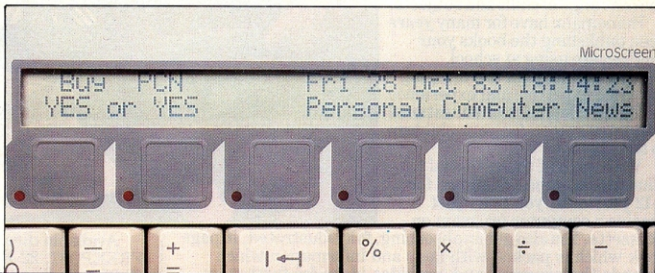 MicroScreen
Buy PCN Fri 28 Oct 83 18:14:23
YES or YES Personal Computer News
) — + |↵| % × ÷ −
_ =